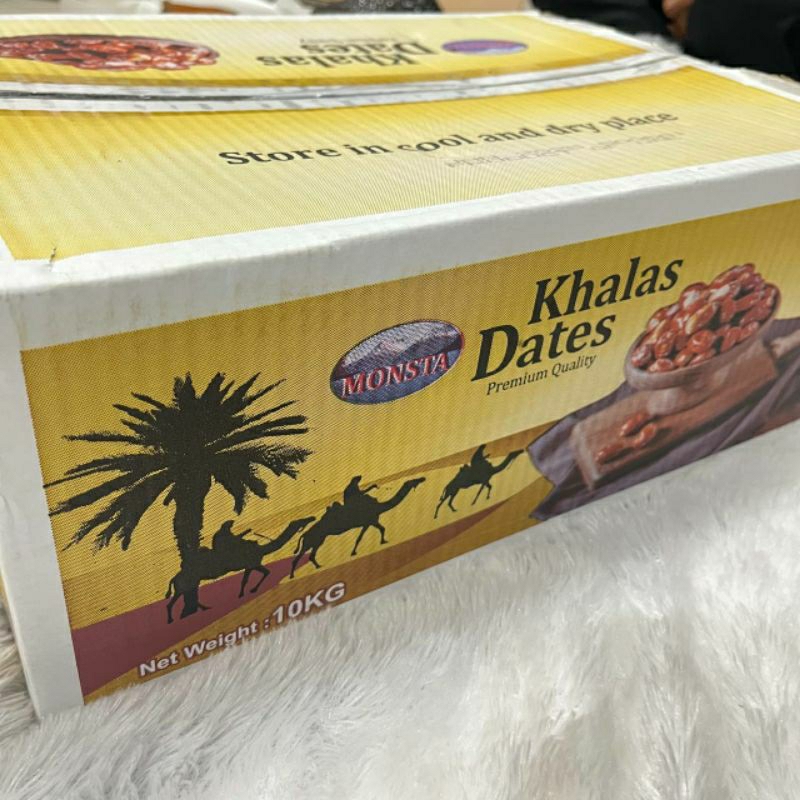 Khalas
Dates
Store in cool and dry place
MONSTA
Khalas
Dates
Premium Quality
Net Weight : 10KG